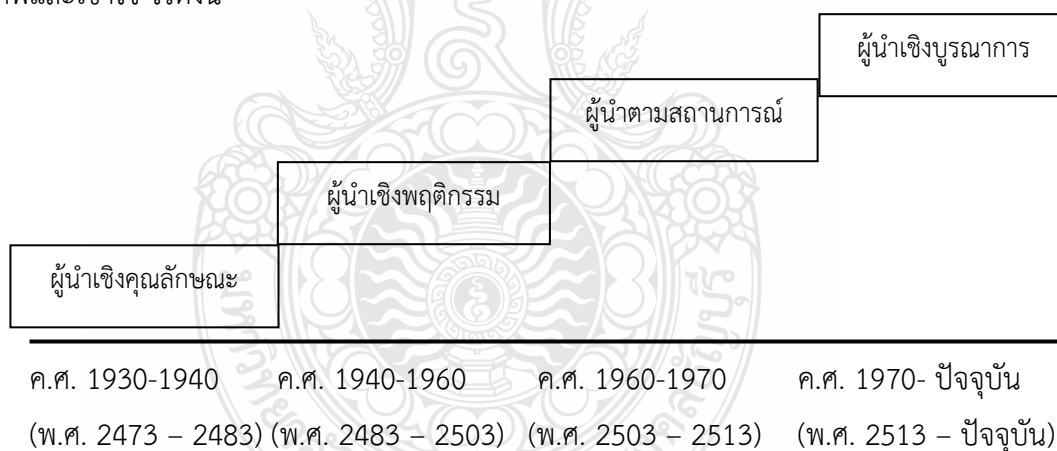 ผู้นำเชิงบูรณาการ
ผู้นำตามสถานการณ์
ผู้นำเชิงพฤติกรรม
ผู้นำเชิงคุณลักษณะ
ค.ศ. 1930-1940 ค.ศ. 1940-1960 ค.ศ. 1960-1970 ค.ศ. 1970- ปัจจุบัน
(พ.ศ. 2473 – 2483) (พ.ศ. 2483 – 2503) (พ.ศ. 2503 – 2513) (พ.ศ. 2513 – ปัจจุบัน)